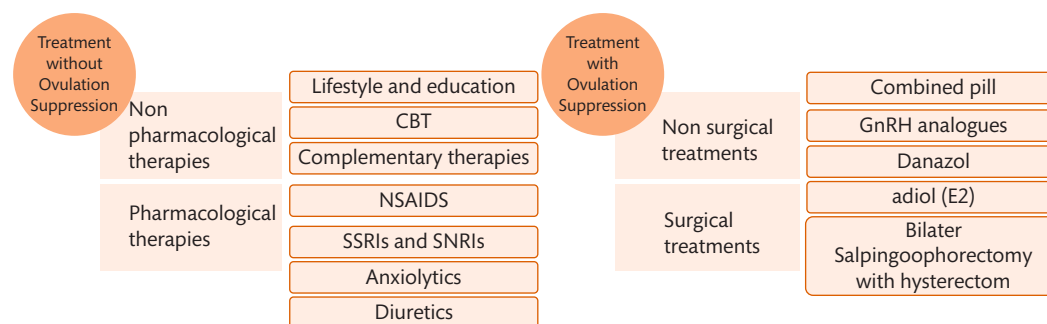 Treatment
without
Ovulation
Suppression
Non
pharmacological
therapies
Lifestyle and education
CBT
Complementary therapies
Pharmacological
therapies
NSAIDS
SSRIs and SNRIs
Anxiolytics
Diuretics
Treatment
with
Ovulation
Suppression
Non surgical
treatments
Combined pill
GnRH analogues
Danazol
adiol (E2)
Surgical
treatments
Bilater
Salpingoophorectomy
with hysterectom